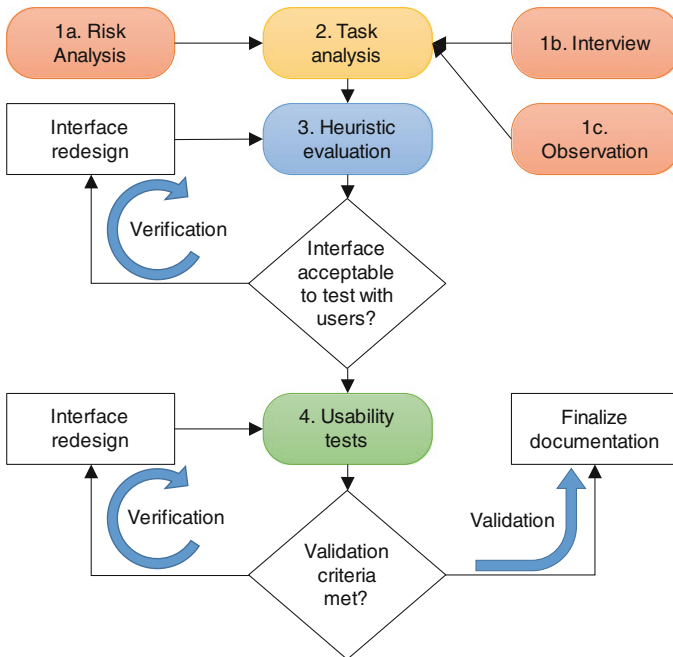 1a. Risk
Analysis
2. Task
analysis
1b. Interview
Interface
redesign
3. Heuristic
evaluation
1c.
Observation
Verification
Interface
acceptable
to test with
users?
Interface
redesign
4. Usability
tests
Finalize
documentation
Verification
Validation
Validation
criteria
met?